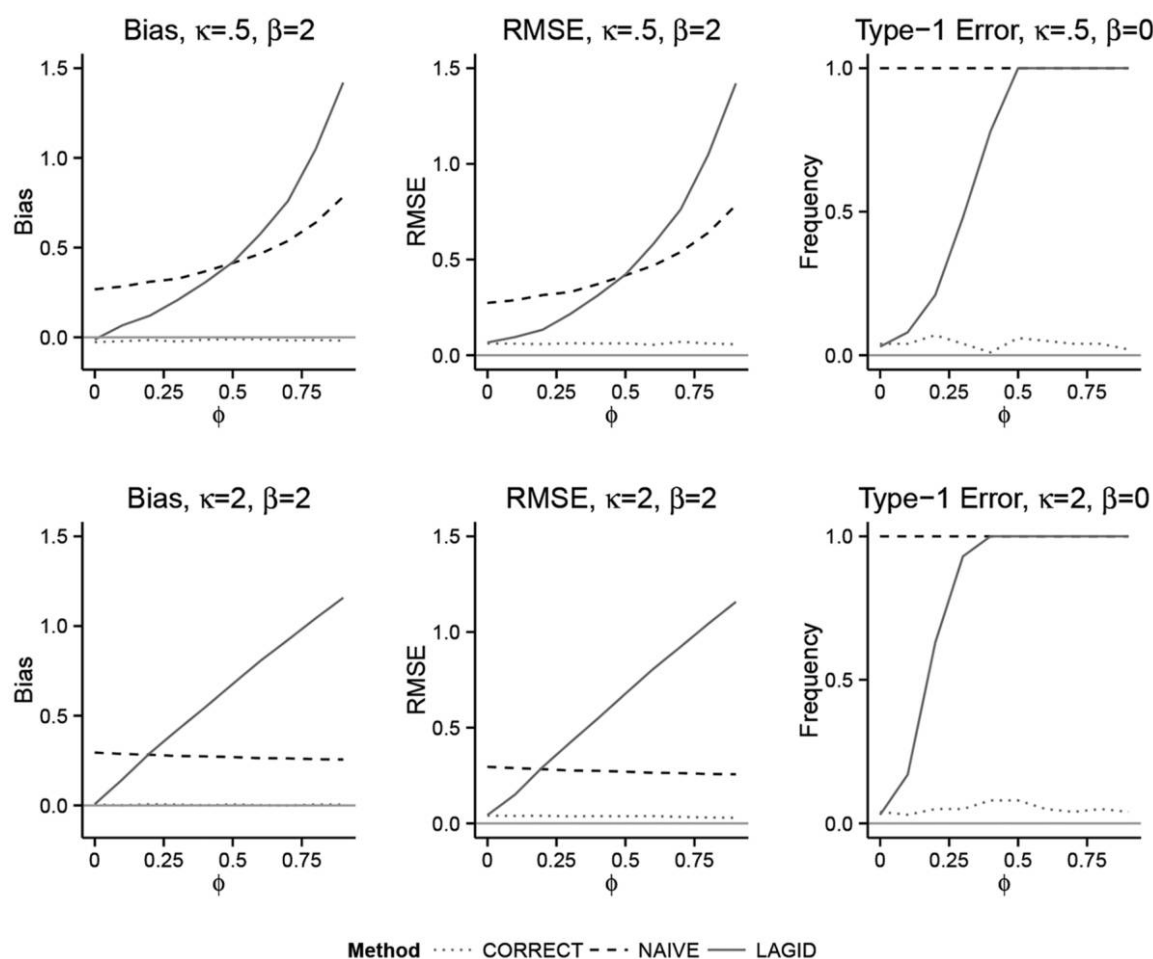 Bias, κ=.5, β=2
1.5
1.0
0.5
0.0
Bias
0 0.25 0.5 0.75
ϕ
RMSE, κ=.5, β=2
1.5
1.0
0.5
0.0
RMSE
0 0.25 0.5 0.75
ϕ
Type−1 Error, κ=.5, β=0
1.0
0.5
0.0
Frequency
0 0.25 0.5 0.75
ϕ
Bias, κ=2, β=2
1.5
1.0
0.5
0.0
Bias
0 0.25 0.5 0.75
ϕ
RMSE, κ=2, β=2
1.5
1.0
0.5
0.0
RMSE
0 0.25 0.5 0.75
ϕ
Type−1 Error, κ=2, β=0
1.0
0.5
0.0
Frequency
0 0.25 0.5 0.75
ϕ
Method CORRECT NAIVE LAGID